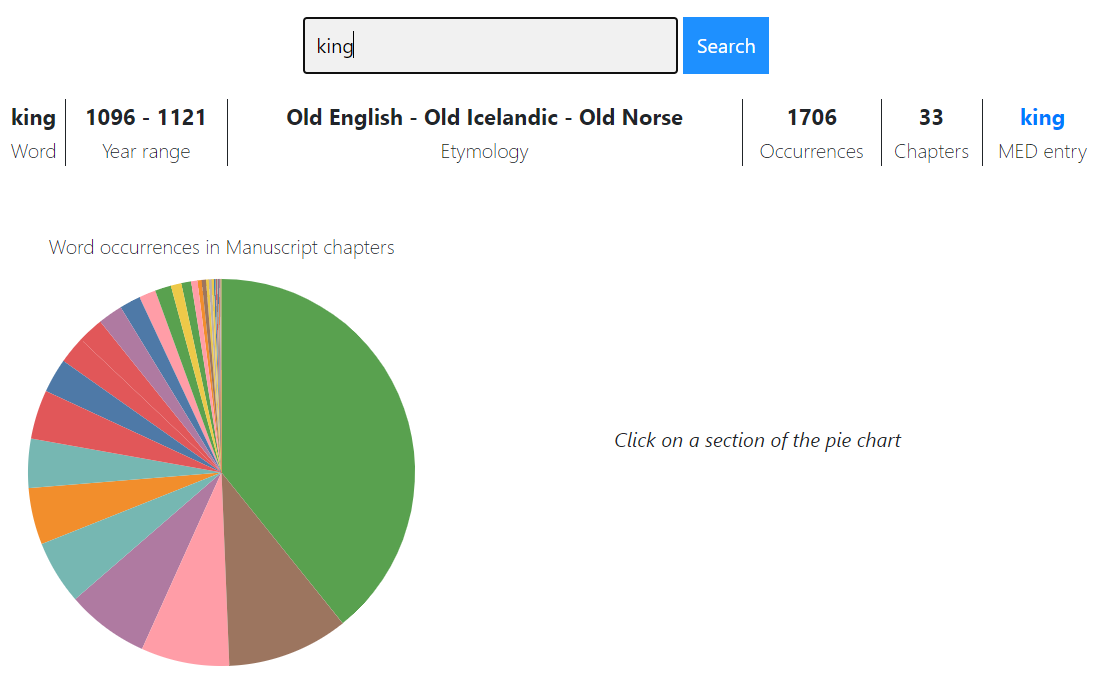 king
Search
king
Word
1096 - 1121
Year range
Old English - Old Icelandic - Old Norse
Etymology
1706
Occurrences
33
Chapters
king
MED entry
Word occurrences in Manuscript chapters
Click on a section of the pie chart